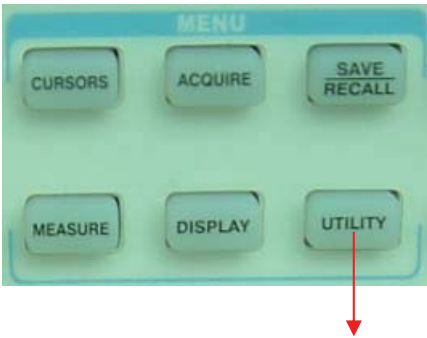 MENU
CURSORS ACQUIRE SAVE
RECALL
MEASURE DISPLAY UTILITY